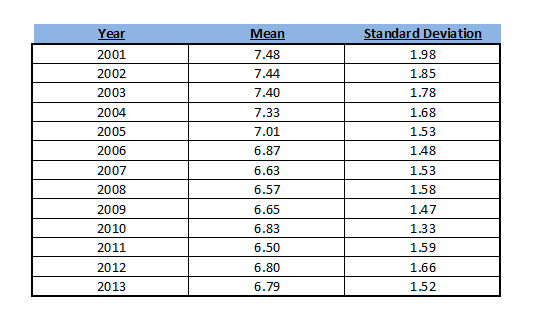 Year Mean Standard Deviation
2001 7.48 1.98
2002 7.44 1.85
2003 7.40 1.78
2004 7.33 1.68
2005 7.01 1.53
2006 6.87 1.48
2007 6.63 1.53
2008 6.57 1.58
2009 6.65 1.47
2010 6.83 1.33
2011 6.50 1.59
2012 6.80 1.66
2013 6.79 1.52